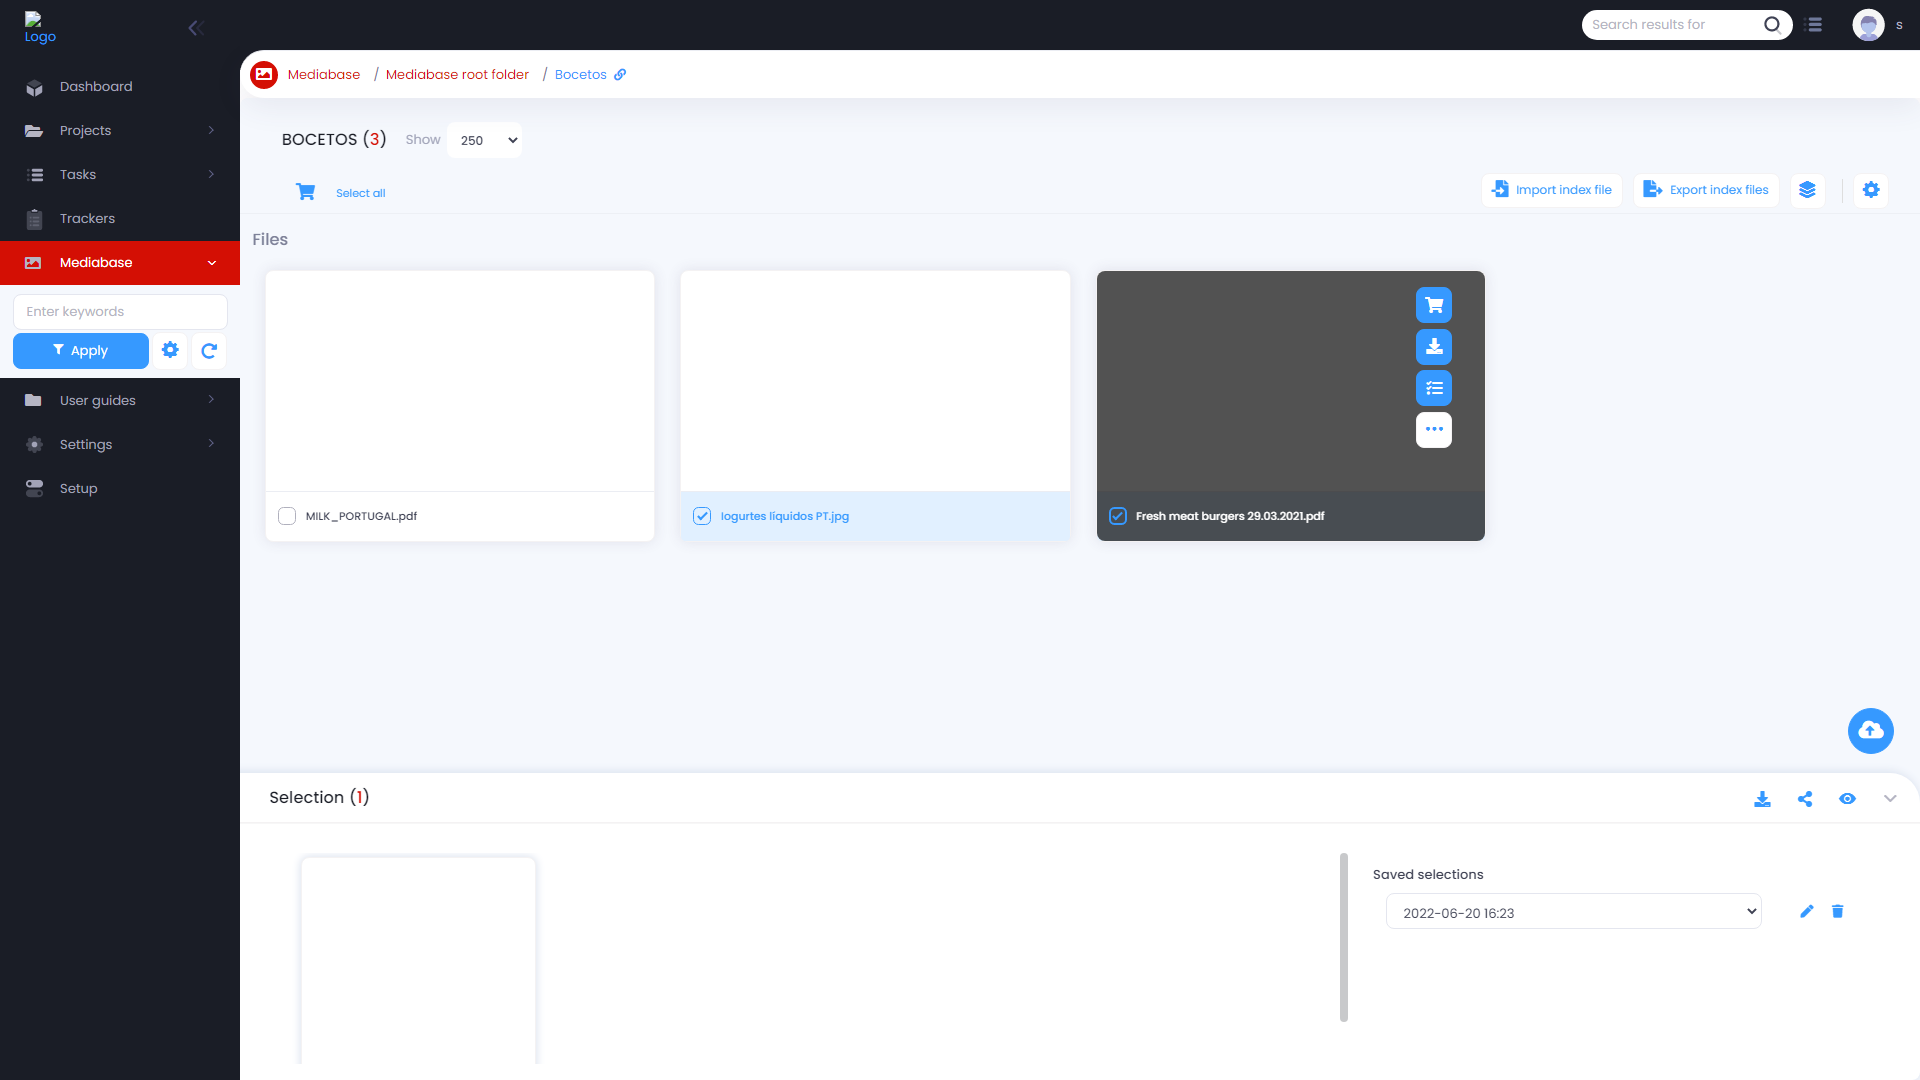 Logo
Search results for
s
Dashboard
Projects
Tasks
Trackers
Mediabase
Enter keywords
Apply
User guides
Settings
Setup
Mediabase / Mediabase root folder / Bocetos
BOCETOS (3) Show 250
Select all
Import index file
Export index files
Files
MILK_PORTUGAL.pdf
Iogurtes líquidos PT.jpg
Fresh meat burgers 29.03.2021.pdf
Selection (1)
Saved selections
2022-06-20 16:23